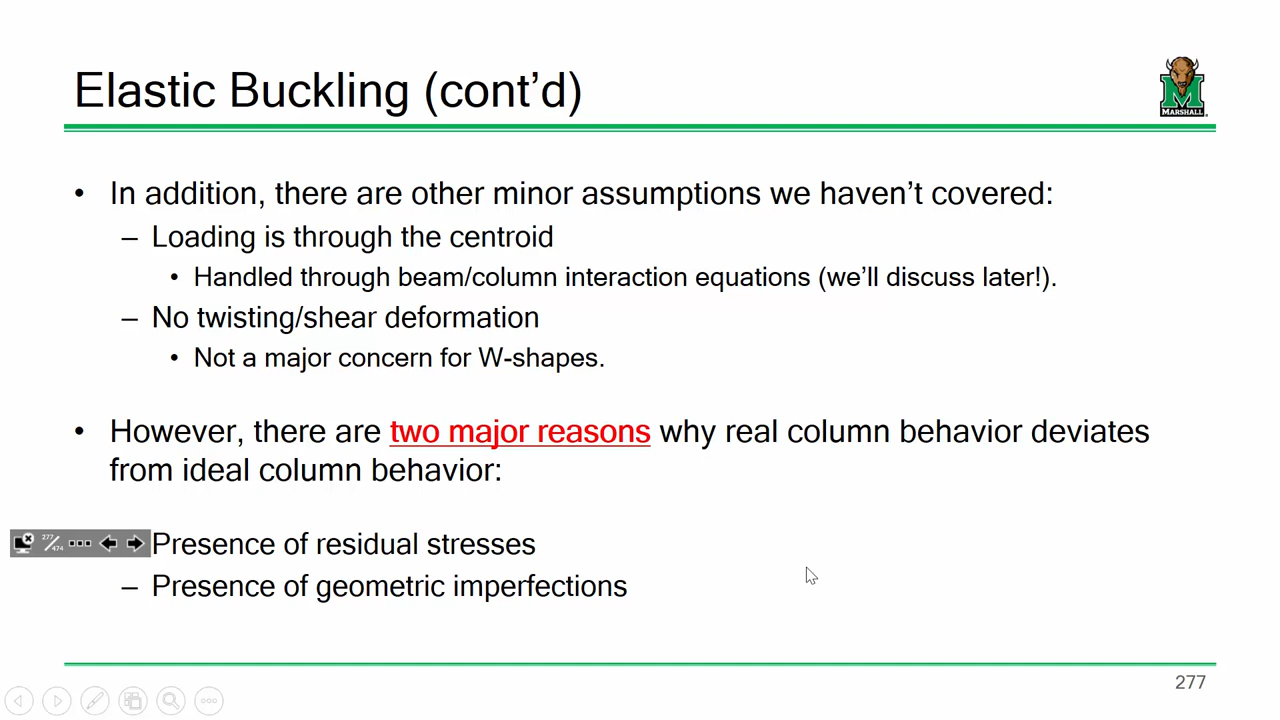 Elastic Buckling (cont’d)
MARSHALL
• In addition, there are other minor assumptions we haven’t covered:
– Loading is through the centroid
• Handled through beam/column interaction equations (we’ll discuss later!).
– No twisting/shear deformation
• Not a major concern for W-shapes.
• However, there are two major reasons why real column behavior deviates
from ideal column behavior:
277/474
Presence of residual stresses
– Presence of geometric imperfections
277